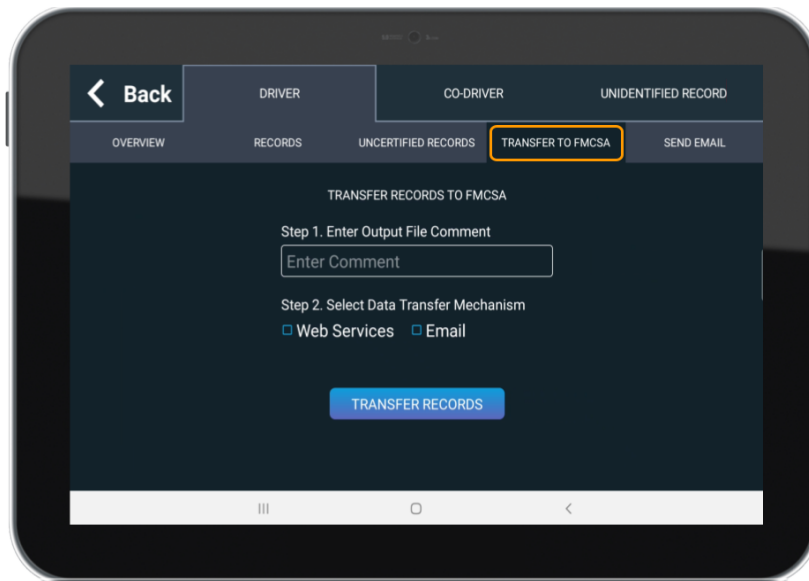 Back
DRIVER
CO-DRIVER
UNIDENTIFIED RECORD
OVERVIEW
RECORDS
UNCERTIFIED RECORDS
TRANSFER TO FMCSA
SEND EMAIL
TRANSFER RECORDS TO FMCSA
Step 1. Enter Output File Comment
Enter Comment
Step 2. Select Data Transfer Mechanism
Web Services
Email
TRANSFER RECORDS